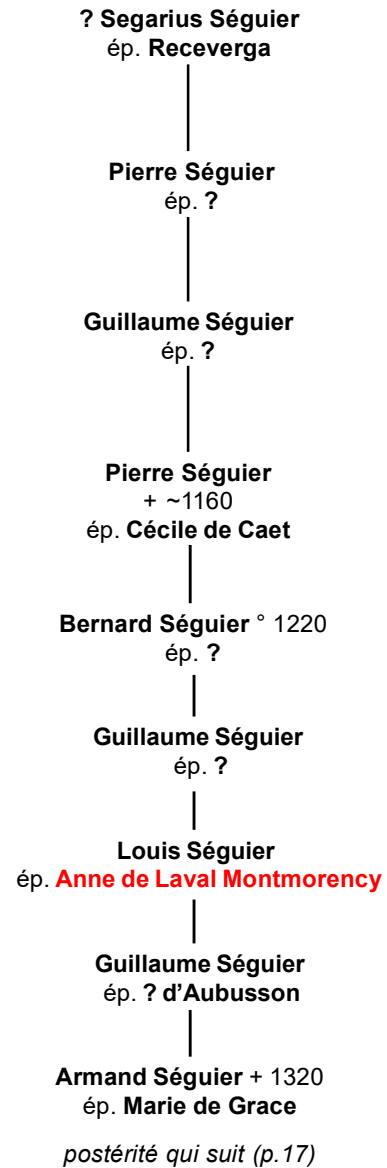 ? Segarius Séguier
ép. Receverga
Pierre Séguier
ép. ?
Guillaume Séguier
ép. ?
Pierre Séguier
+ ~1160
ép. Cécile de Caet
Bernard Séguier ° 1220
ép. ?
Guillaume Séguier
ép. ?
Louis Séguier
ép. Anne de Laval Montmorency
Guillaume Séguier
ép. ? d'Aubusson
Armand Séguier + 1320
ép. Marie de Grace
postérité qui suit (p.17)